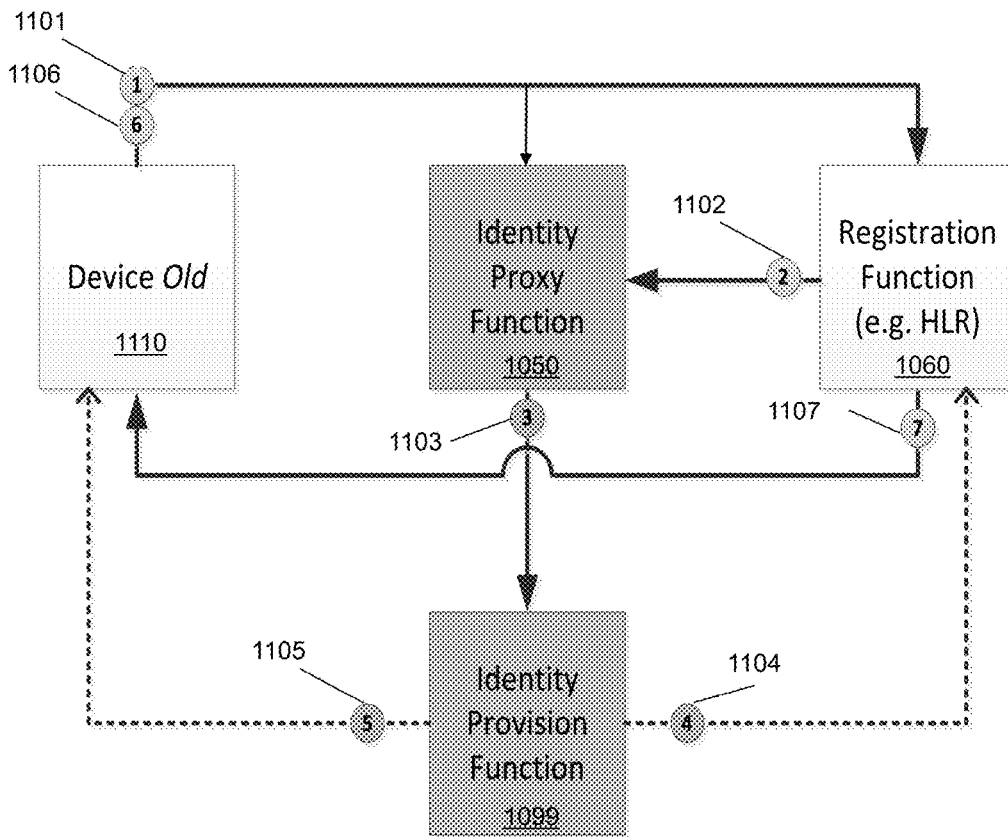 1101
1106
1
6
Device Old
1110
Identity
Proxy
Function
1050
1102
2
Registration
Function
(e.g. HLR)
1060
1103
3
1107
7
1105
5
Identity
Provision
Function
1099
1104
4